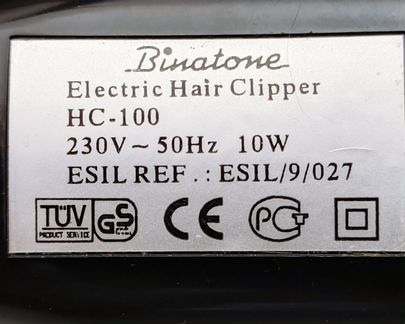 Binatone
Electric Hair Clipper
HC-100
230V~50Hz 10W
ESIL REF.: ESIL/9/027
TÜV GS CE PCT
PRODUCT SERVICE